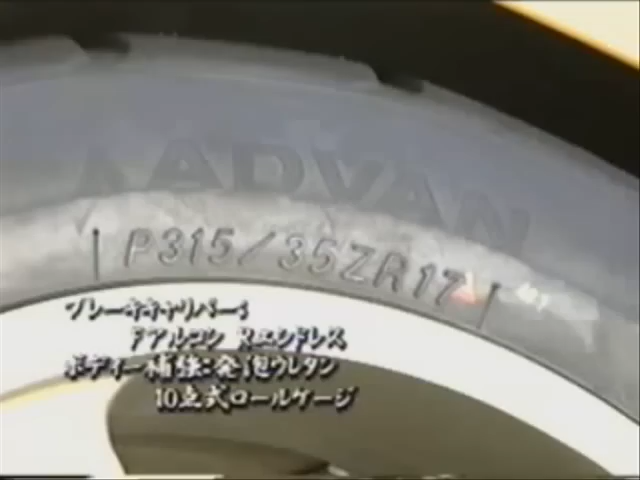 ADVAN
P315/35ZR17
ブレーキキャリパー:
Fアルコン Rエンドレス
ボディー補強:発泡ウレタン
10点式ロールケージ